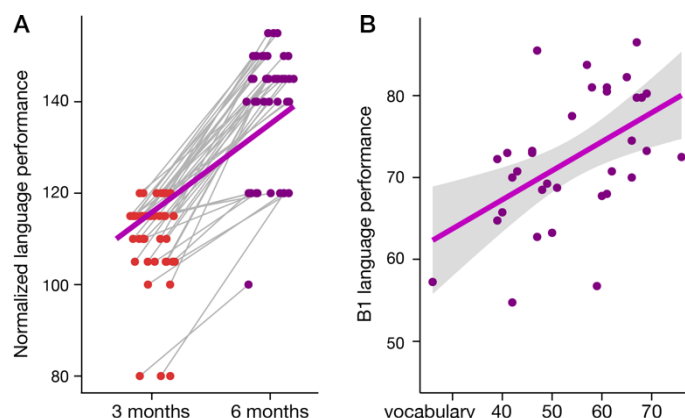 A
B
Normalized language performance
140
120
100
80
3 months
6 months
B1 language performance
80
70
60
50
vocabulary
40
50
60
70